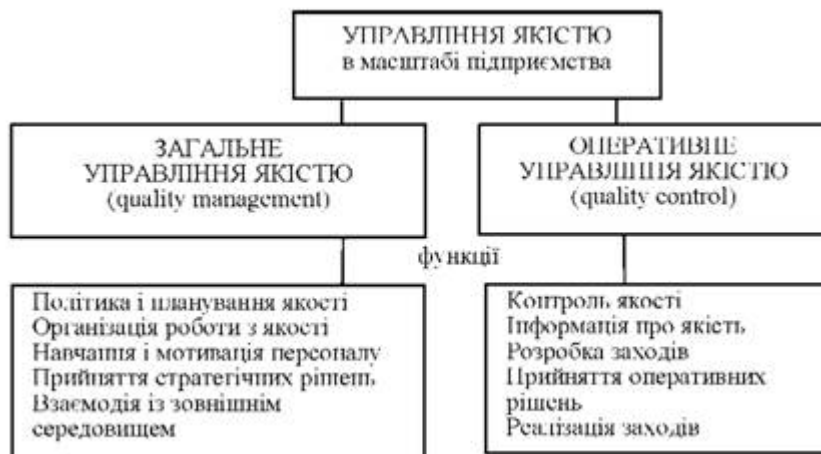 УПРАВЛІННЯ ЯКІСТЮ
в масштабі підприємства
ЗАГАЛЬНЕ
УПРАВЛІННЯ ЯКІСТЮ
(quality management)
ОПЕРАТИВНЕ
УПРАВЛІННЯ ЯКІСТЮ
(quality control)
функції
Політика і планування якості
Організація роботи з якості
Навчання і мотивація персоналу
Прийняття стратегічних рішень
Взаємодія із зовнішнім
середовищем
Контроль якості
Інформація про якість
Розробка заходів
Прийняття оперативних
рішень
Реалізація заходів